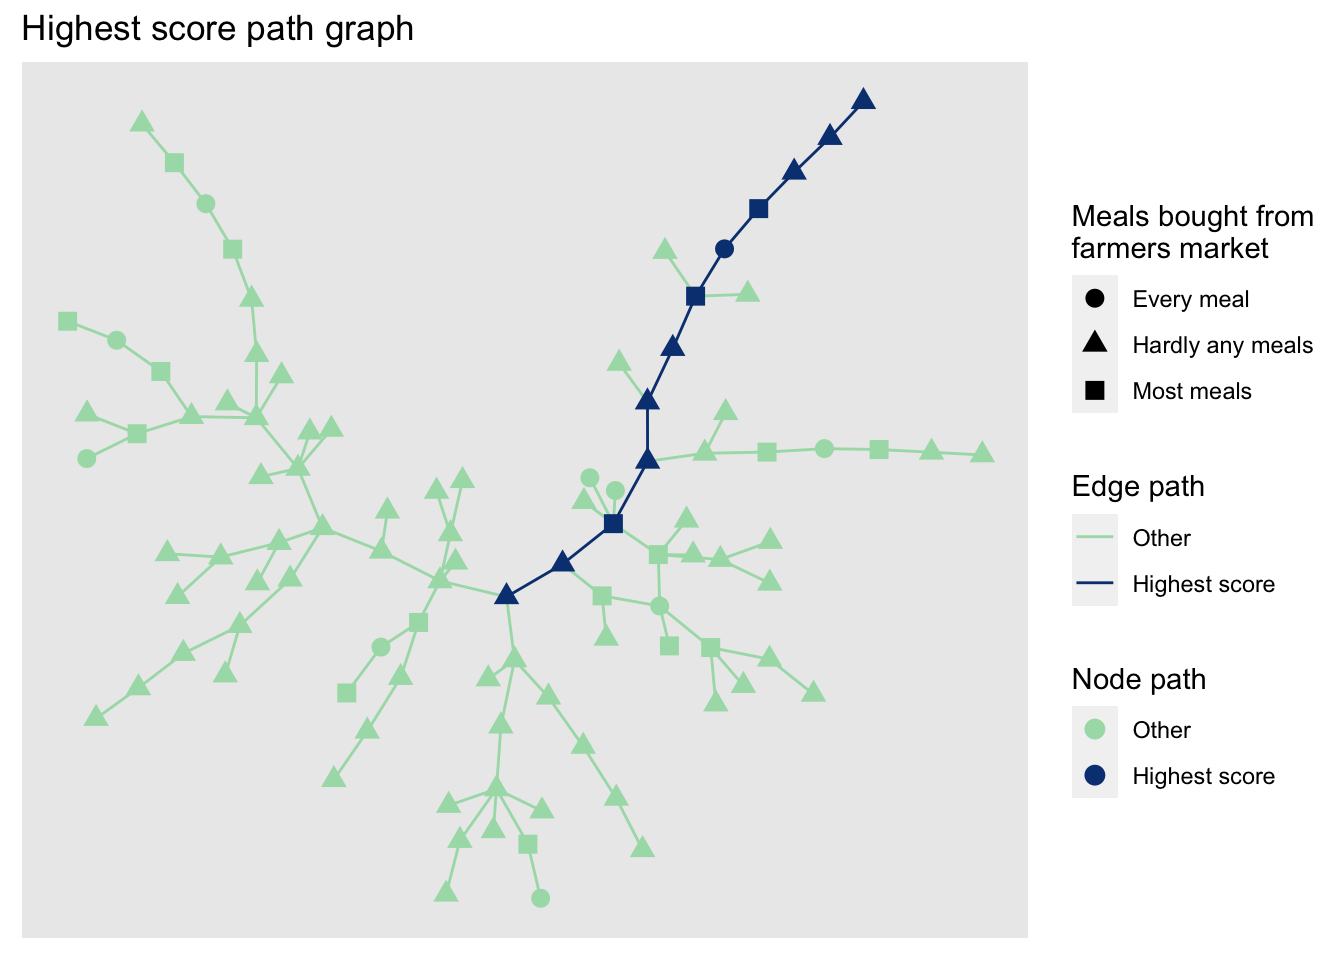 Highest score path graph
Meals bought from
farmers market
Every meal
Hardly any meals
Most meals
Edge path
Other
Highest score
Node path
Other
Highest score